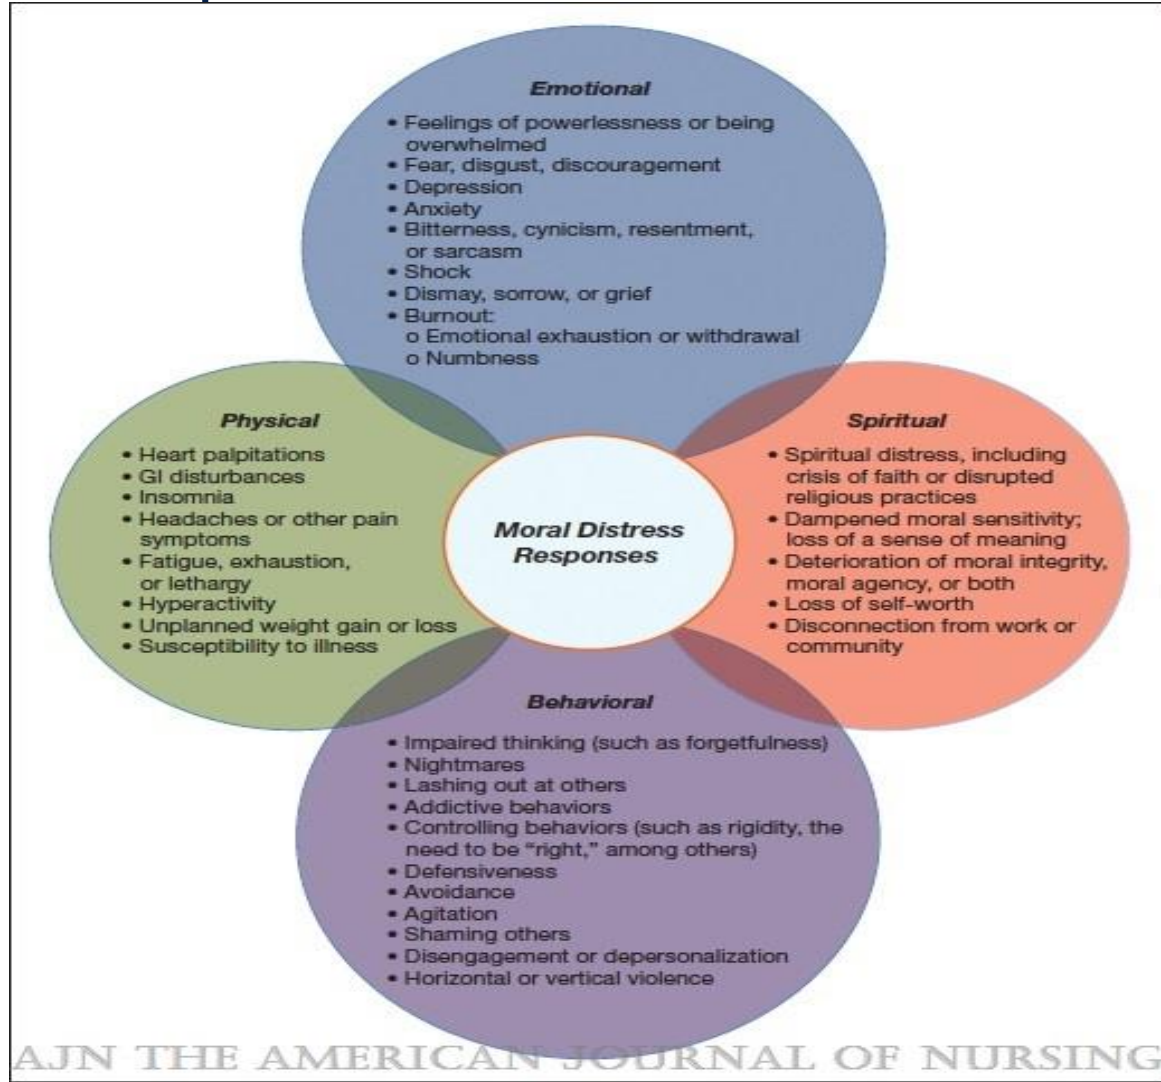 Emotional
• Feelings of powerlessness or being
overwhelmed
• Fear, disgust, discouragement
• Depression
• Anxiety
• Bitterness, cynicism, resentment,
or sarcasm
• Shock
• Dismay, sorrow, or grief
• Burnout:
o Emotional exhaustion or withdrawal
o Numbness
Physical
• Heart palpitations
• GI disturbances
• Insomnia
• Headaches or other pain
symptoms
• Fatigue, exhaustion,
or lethargy
• Hyperactivity
• Unplanned weight gain or loss
• Susceptibility to illness
Moral Distress
Responses
Spiritual
• Spiritual distress, including
crisis of faith or disrupted
religious practices
• Dampened moral sensitivity;
loss of a sense of meaning
• Deterioration of moral integrity,
moral agency, or both
• Loss of self-worth
• Disconnection from work or
community
Behavioral
• Impaired thinking (such as forgetfulness)
• Nightmares
• Lashing out at others
• Addictive behaviors
• Controlling behaviors (such as rigidity, the
need to be “right,” among others)
• Defensiveness
• Avoidance
• Agitation
• Shaming others
• Disengagement or depersonalization
• Horizontal or vertical violence
AJN THE AMERICAN JOURNAL OF NURSING